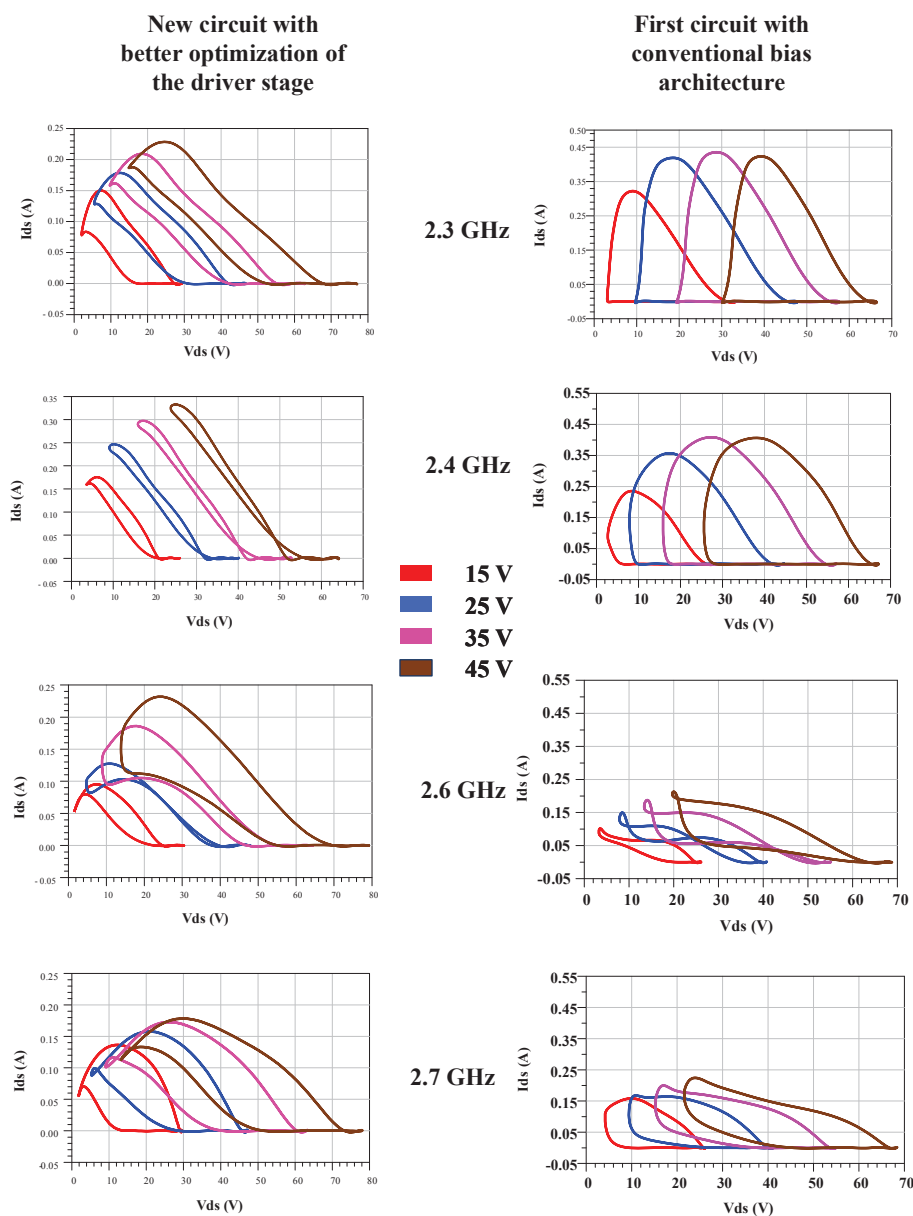 New circuit with
better optimization of
the driver stage
First circuit with
conventional bias
architecture
0.25
0.20
0.15
0.10
0.05
0.00
-0.05
Ids (A)
0 10 20 30 40 50 60 70 80
Vds (V)
2.3 GHz
0.50
0.45
0.35
0.25
0.15
0.05
-0.05
Ids (A)
0 10 20 30 40 50 60 70
Vds (V)
0.35
0.30
0.25
0.20
0.15
0.10
0.05
0.00
-0.05
Ids (A)
0 10 20 30 40 50 60 70
Vds (V)
2.4 GHz
0.55
0.45
0.35
0.25
0.15
0.05
-0.05
Ids (A)
0 10 20 30 40 50 60 70
Vds (V)
15 V
25 V
35 V
45 V
0.25
0.20
0.15
0.10
0.05
0.00
-0.05
Ids (A)
0 10 20 30 40 50 60 70 80
Vds (V)
2.6 GHz
0.55
0.45
0.35
0.25
0.15
0.05
-0.05
Ids (A)
0 10 20 30 40 50 60 70
Vds (V)
0.25
0.20
0.15
0.10
0.05
0.00
-0.05
Ids (A)
0 10 20 30 40 50 60 70 80
Vds (V)
2.7 GHz
0.55
0.45
0.35
0.25
0.15
0.05
-0.05
Ids (A)
0 10 20 30 40 50 60 70
Vds (V)